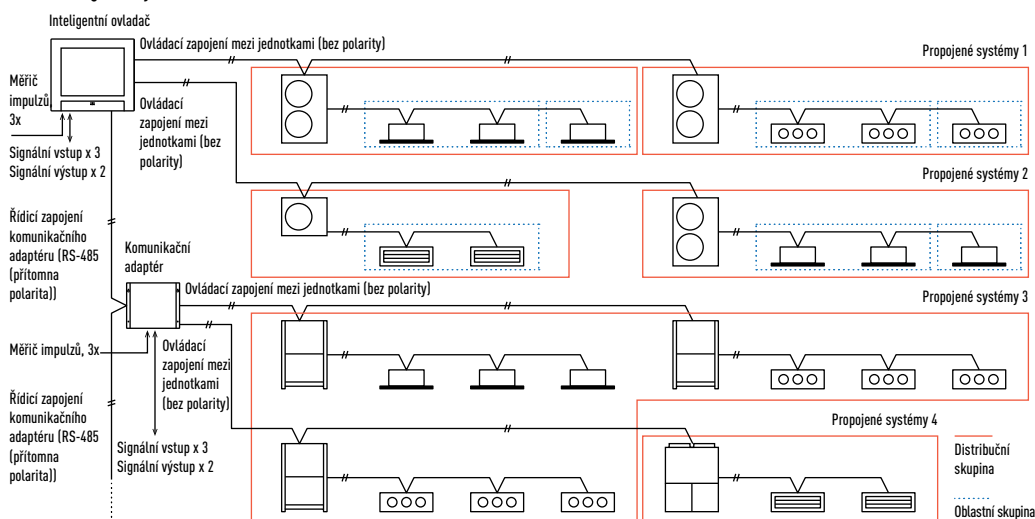 Inteligentní ovladač
Ovládací zapojení mezi jednotkami (bez polarity)
Propojené systémy 1
Měřič
impulzů,
3x
Ovládací
zapojení mezi
jednotkami (bez
polarity)
Signální vstup x 3
Signální výstup x 2
Propojené systémy 2
Řídicí zapojení
komunikačního
adaptéru (RS-485
(přítomna
polarita))
Komunikační
adaptér
Ovládací zapojení mezi jednotkami (bez polarity)
Propojené systémy 3
Měřič impulzů, 3x
Ovládací
zapojení mezi
jednotkami
(bez polarity)
Řídicí zapojení
komunikačního
adaptéru (RS-485
(přítomna
polarita))
Signální vstup x 3
Signální výstup x 2
Propojené systémy 4
Distribuční
skupina
Oblastní skupina